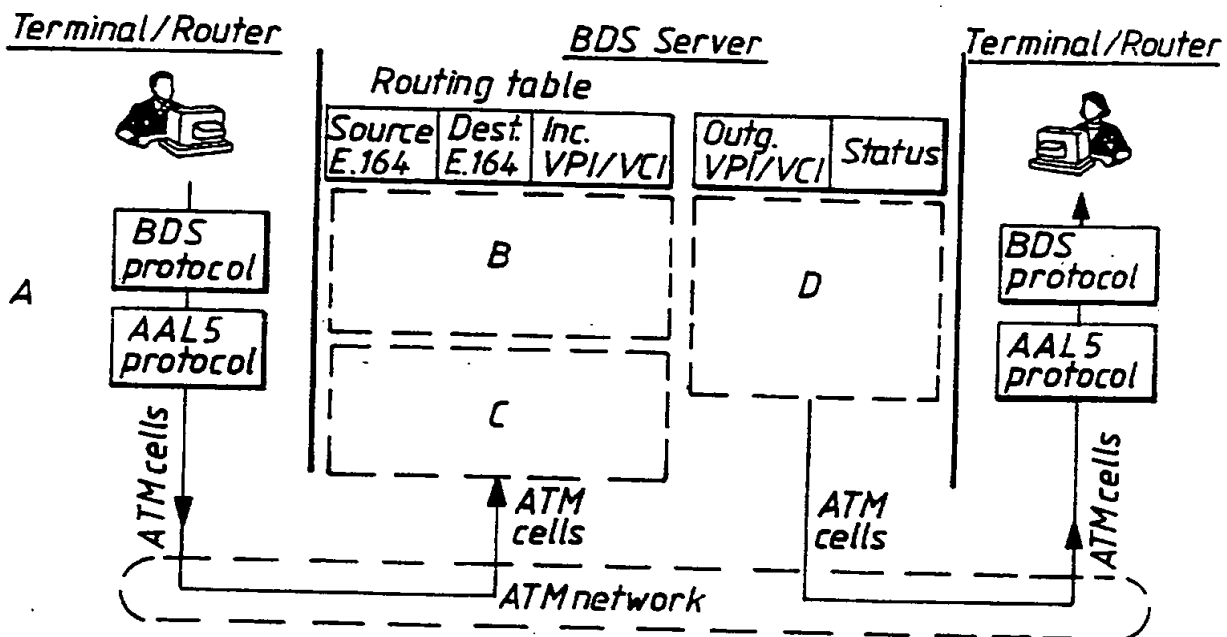 Terminal/Router
BDS Server
Terminal/Router
Routing table
Source
E.164
Dest.
E.164
Inc.
VPI/VCI
Outg.
VPI/VCI
Status
BDS
protocol
AAL5
protocol
A
B
C
D
BDS
protocol
AAL5
protocol
ATM cells
ATM
cells
ATM
cells
ATM cells
ATM network